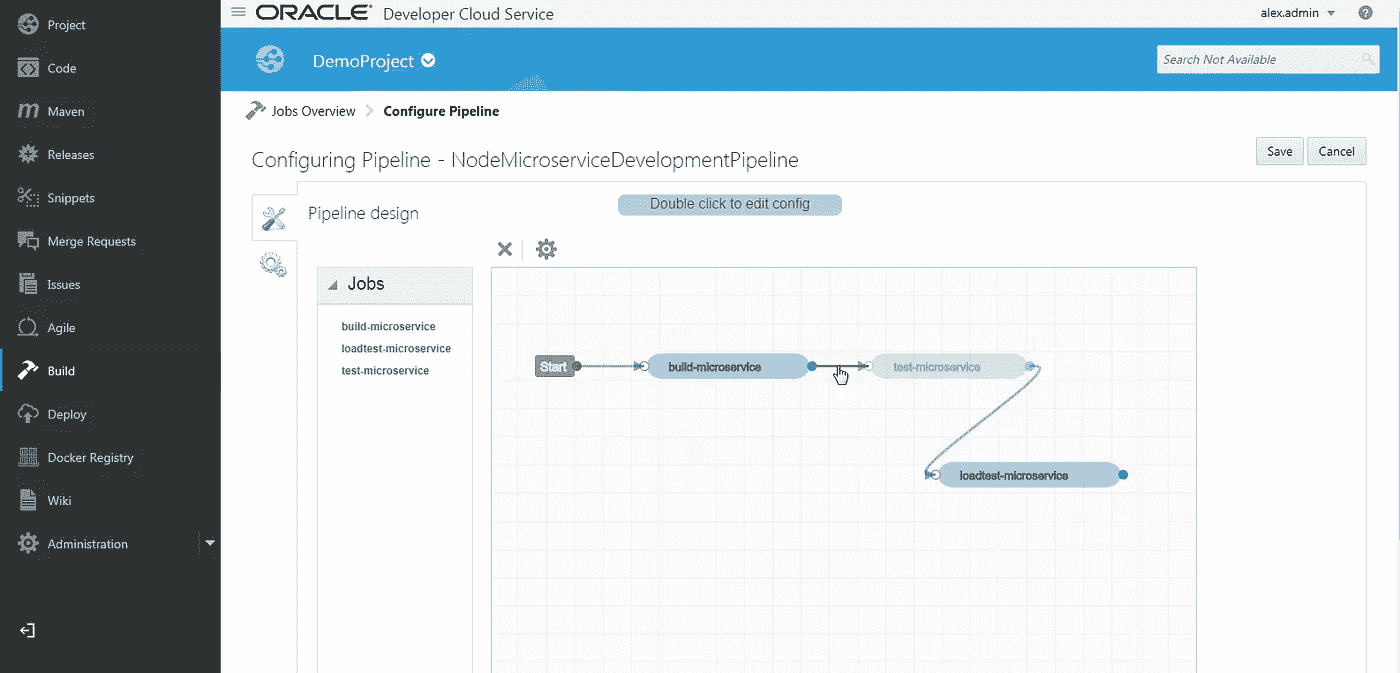 ORACLE® Developer Cloud Service
alex.admin
Project
Code
Maven
Releases
Snippets
Merge Requests
Issues
Agile
Build
Deploy
Docker Registry
Wiki
Administration
DemoProject
Search Not Available
Jobs Overview
Configure Pipeline
Configuring Pipeline - NodeMicroserviceDevelopmentPipeline
Save
Cancel
Pipeline design
Double click to edit config
Jobs
build-microservice
loadtest-microservice
test-microservice
Start
build-microservice
test-microservice
loadtest-microservice